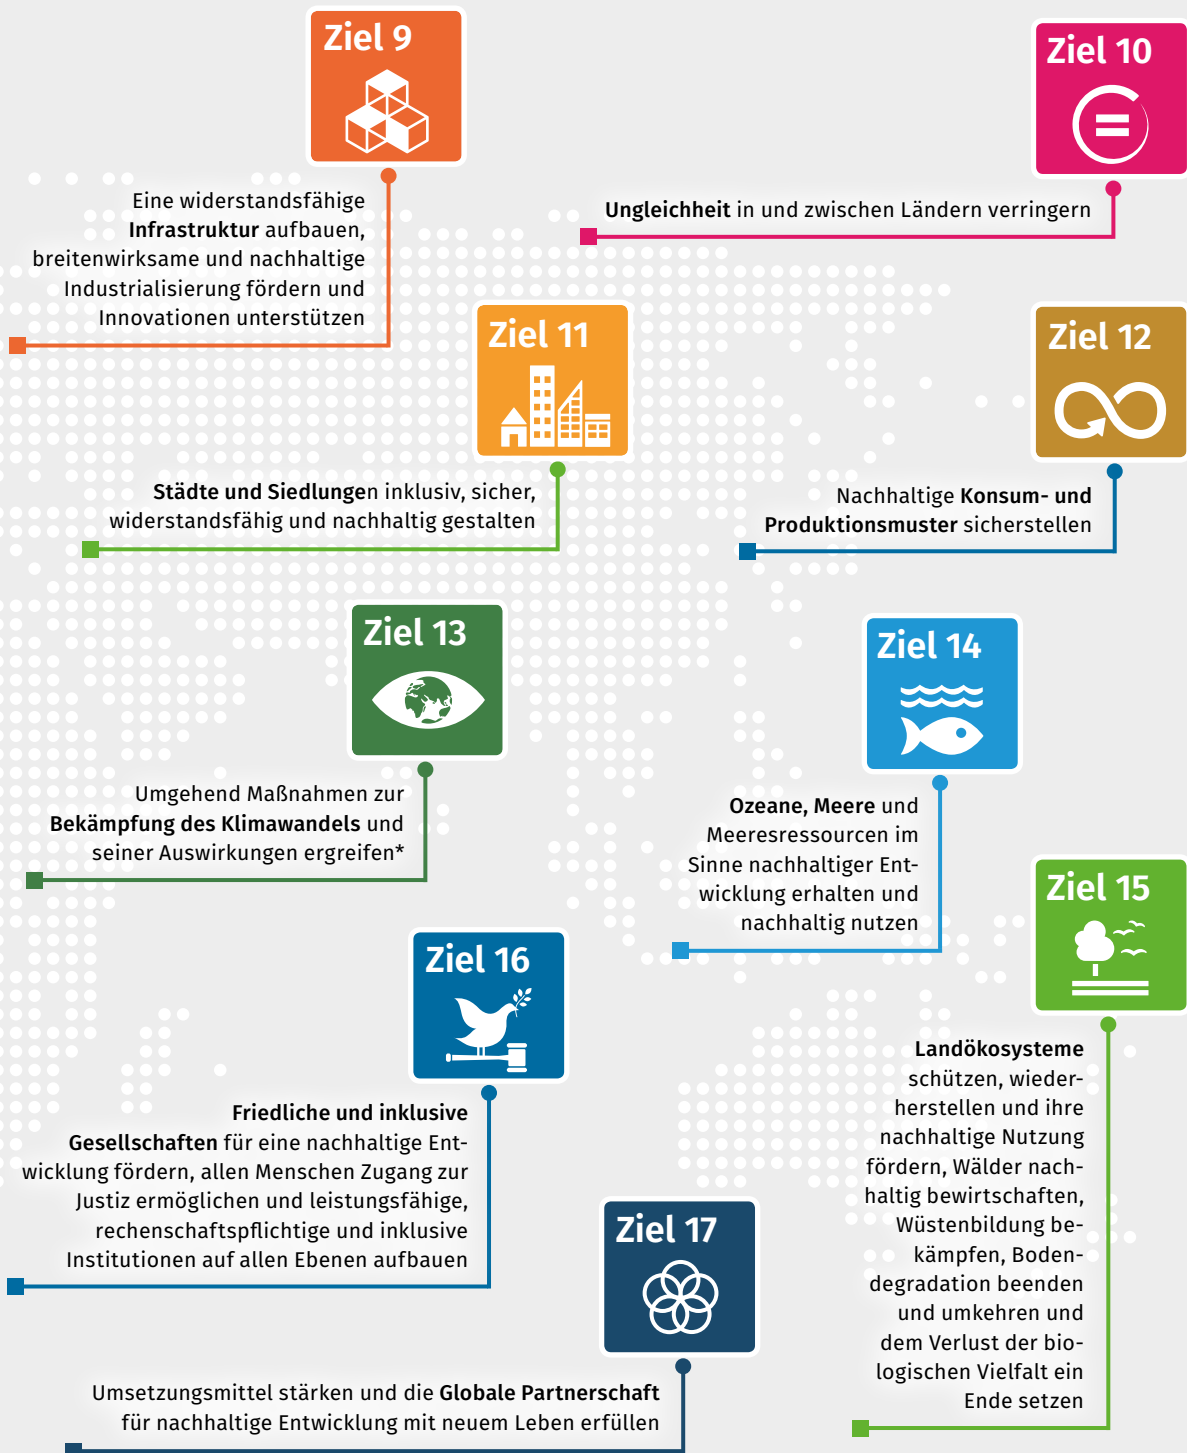 Ziel 9
Eine widerstandsfähige
Infrastruktur aufbauen,
breitenwirksame und nachhaltige
Industrialisierung fördern und
Innovationen unterstützen
Ziel 10
Ungleichheit in und zwischen Ländern verringern
Ziel 11
Städte und Siedlungen inklusiv, sicher,
widerstandsfähig und nachhaltig gestalten
Ziel 12
Nachhaltige Konsum- und
Produktionsmuster sicherstellen
Ziel 13
Umgehend Maßnahmen zur
Bekämpfung des Klimawandels und
seiner Auswirkungen ergreifen*
Ziel 14
Ozeane, Meere und
Meeresressourcen im
Sinne nachhaltiger Ent-
wicklung erhalten und
nachhaltig nutzen
Ziel 15
Landökosysteme
schützen, wieder-
herstellen und ihre
nachhaltige Nutzung
fördern, Wälder nach-
haltig bewirtschaften,
Wüstenbildung be-
kämpfen, Boden-
degradation beenden
und umkehren und
dem Verlust der bio-
logischen Vielfalt ein
Ende setzen
Ziel 16
Friedliche und inklusive
Gesellschaften für eine nachhaltige Ent-
wicklung fördern, allen Menschen Zugang zur
Justiz ermöglichen und leistungsfähige,
rechenschaftspflichtige und inklusive
Institutionen auf allen Ebenen aufbauen
Ziel 17
Umsetzungsmittel stärken und die Globale Partnerschaft
für nachhaltige Entwicklung mit neuem Leben erfüllen